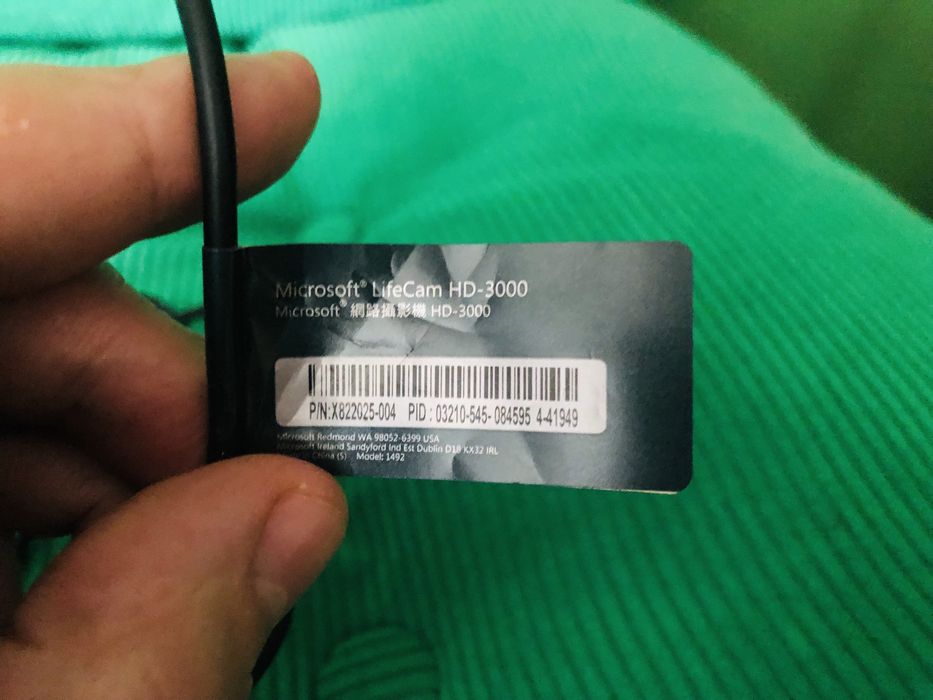 Microsoft® LifeCam HD-3000
Microsoft® 網路攝影機 HD-3000
P/N:X822025-004 PID : 03210-545- 084595 4-41949
Microsoft Redmond WA 98052-6399 USA
Microsoft Ireland Sandyford Ind Est Dublin D18 KX32 IRL
China (S) Model: 1492